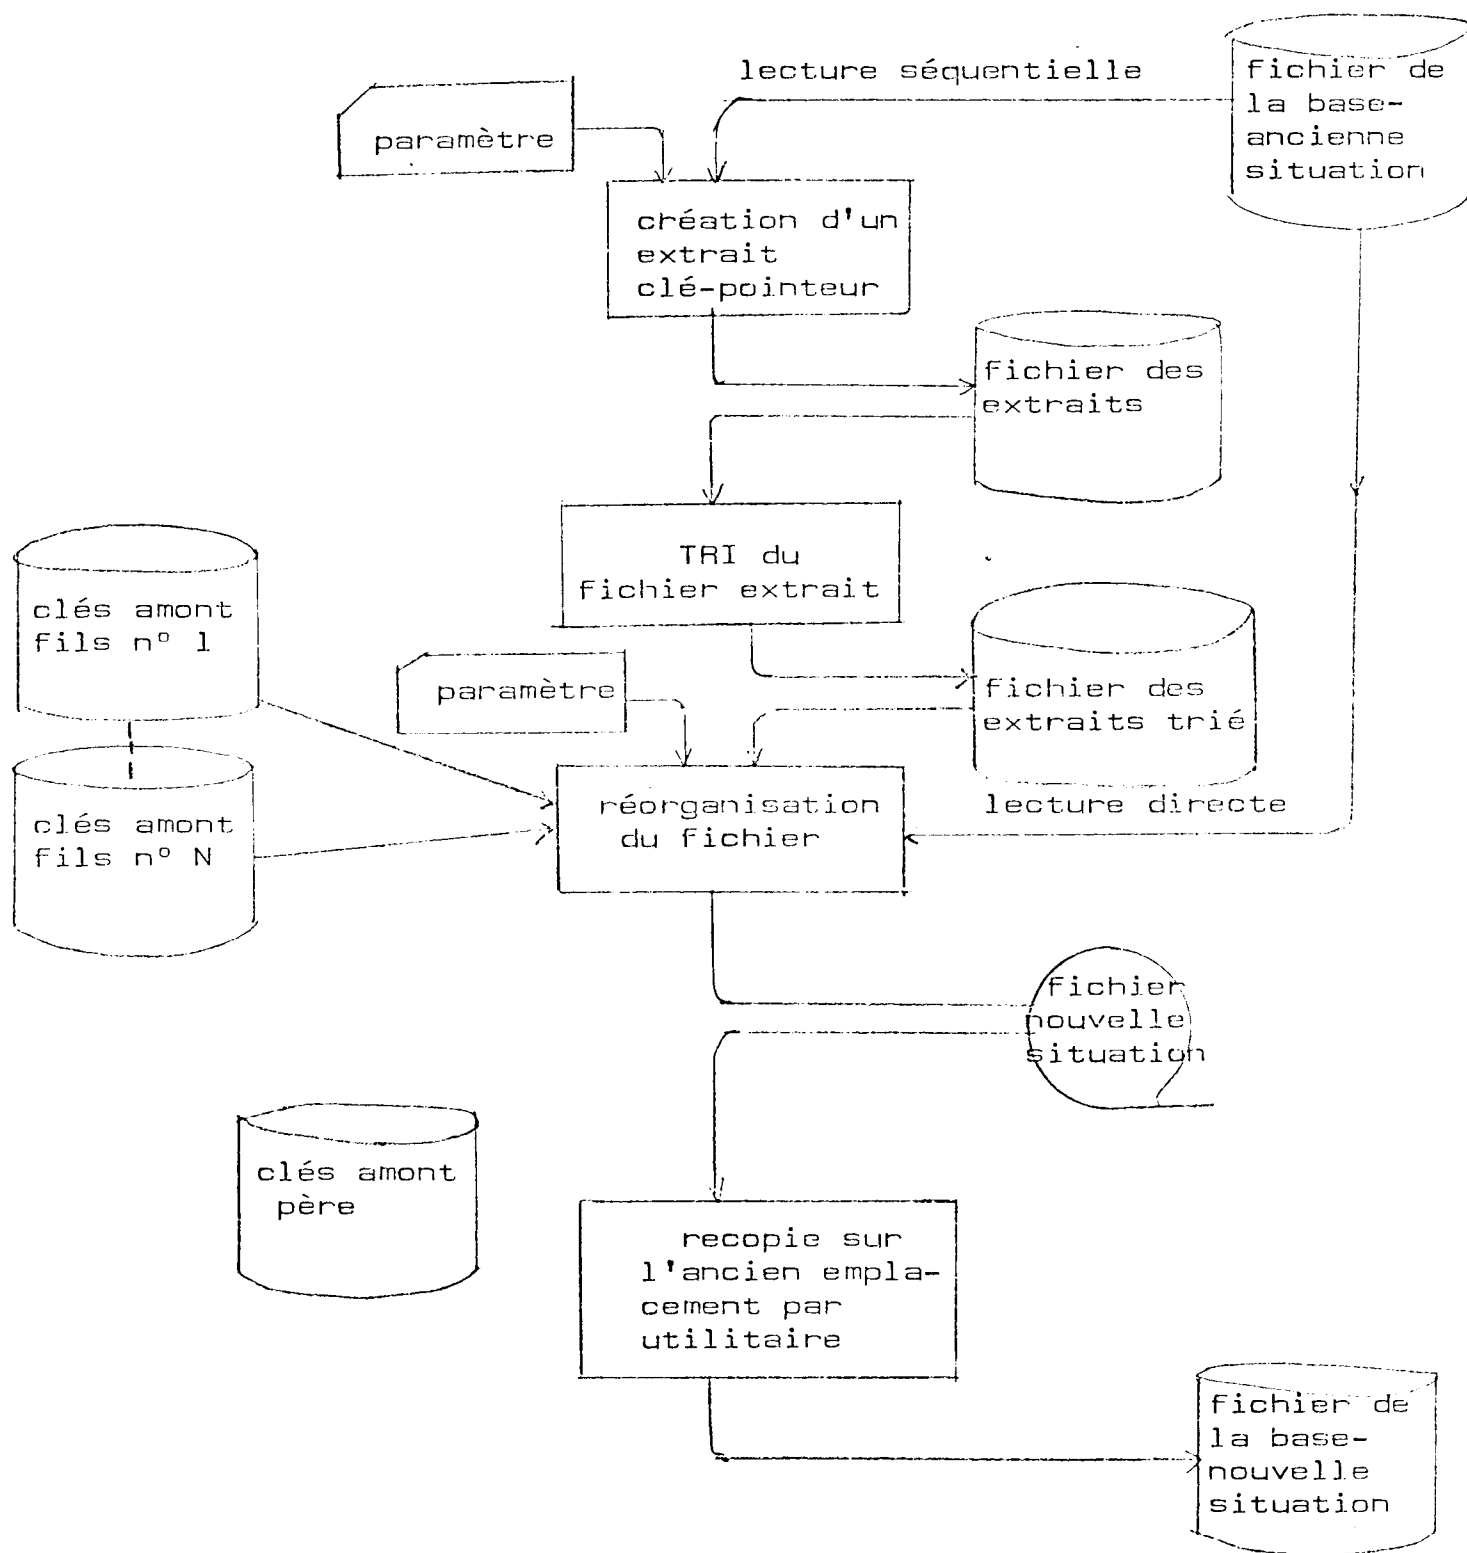 lecture séquentielle
fichier de
la base-
ancienne
situation
paramètre
création d'un
extrait
clé-pointeur
fichier des
extraits
TRI du
fichier extrait
clés amont
fils nº 1
paramètre
fichier des
extraits trié
clés amont
fils nº N
réorganisation
du fichier
lecture directe
fichier
nouvelle
situation
clés amont
père
recopie sur
l'ancien empla-
cement par
utilitaire
fichier de
la base-
nouvelle
situation